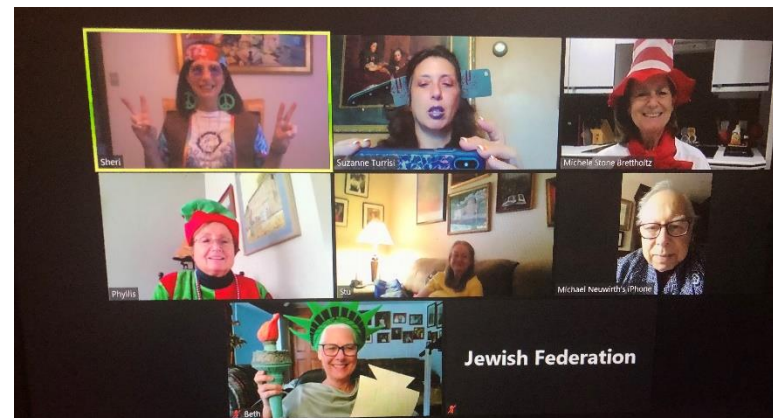 Sheri
Suzanne Turrisi
Michele Stone Brettholtz
Phyllis
Stu
Michael Neuwirth's iPhone
Beth
Jewish Federation